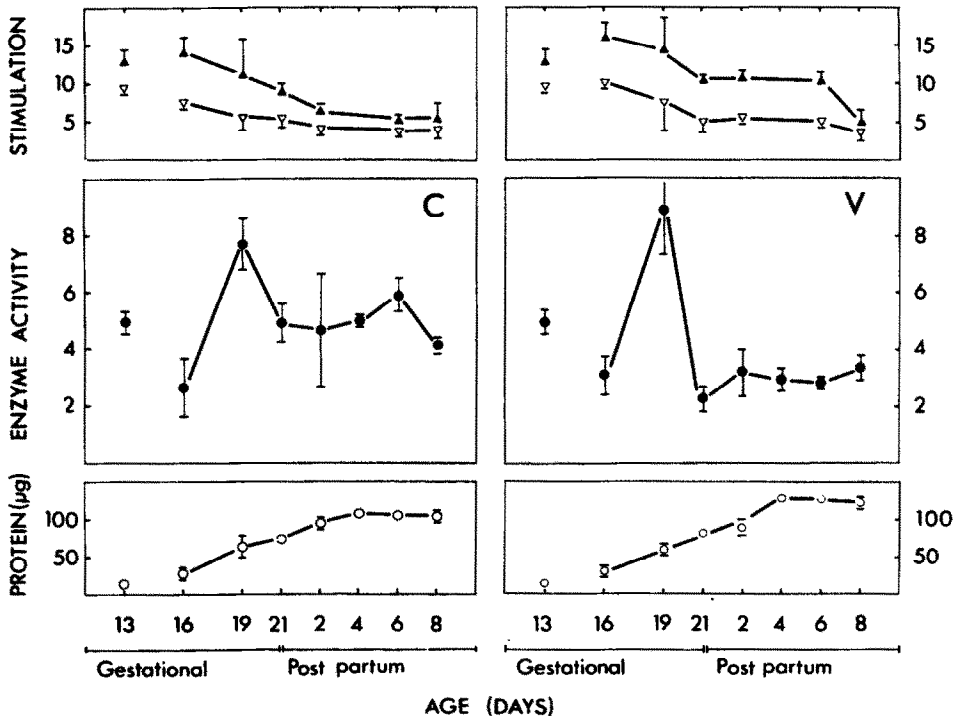 STIMULATION
15
10
5
15
10
5
ENZYME ACTIVITY
C
8
6
4
2
V
8
6
4
2
PROTEIN(µg)
100
50
100
50
13 16 19 21 2 4 6 8
13 16 19 21 2 4 6 8
Gestational Post partum
Gestational Post partum
AGE (DAYS)